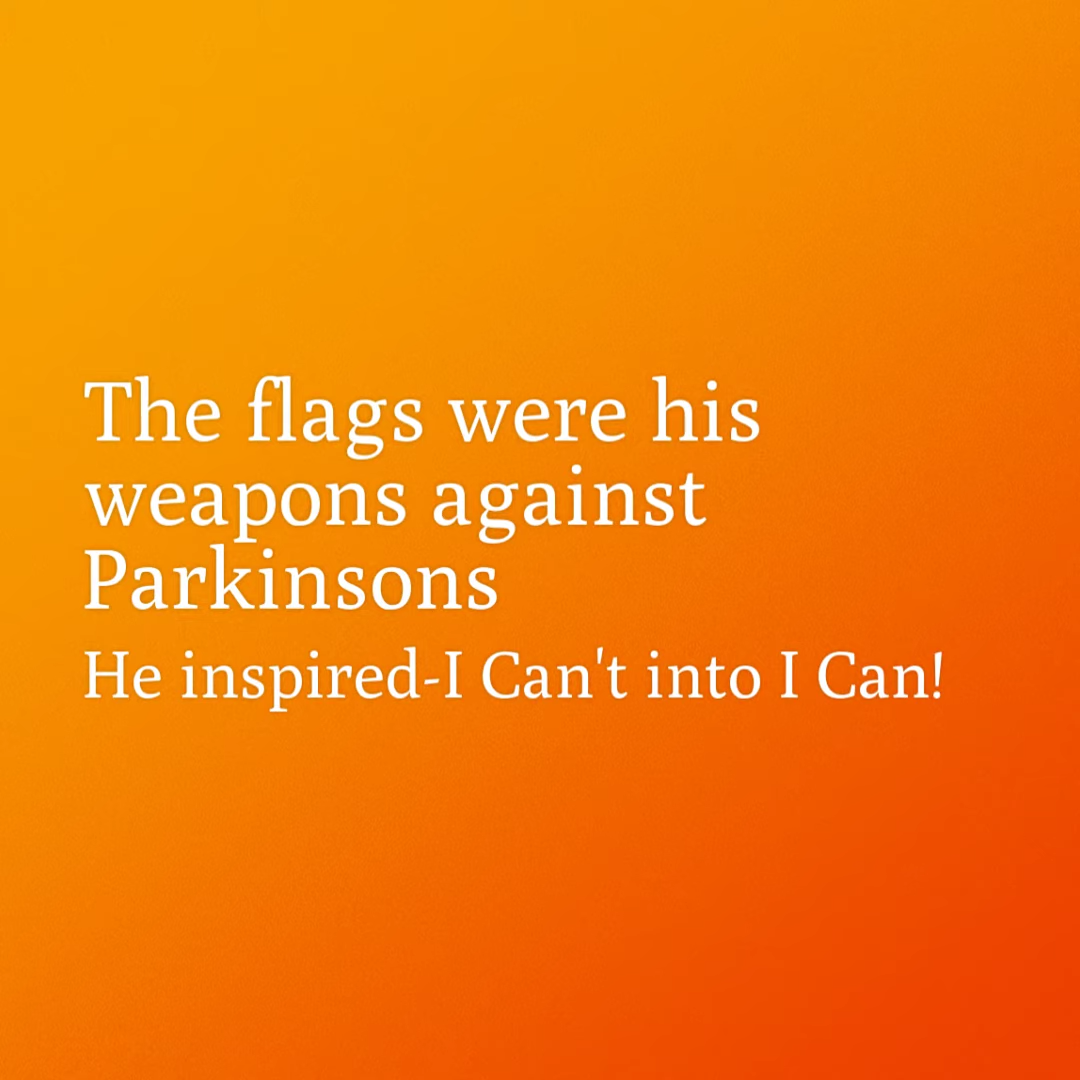 The flags were his
weapons against
Parkinsons
He inspired-I Can't into I Can!